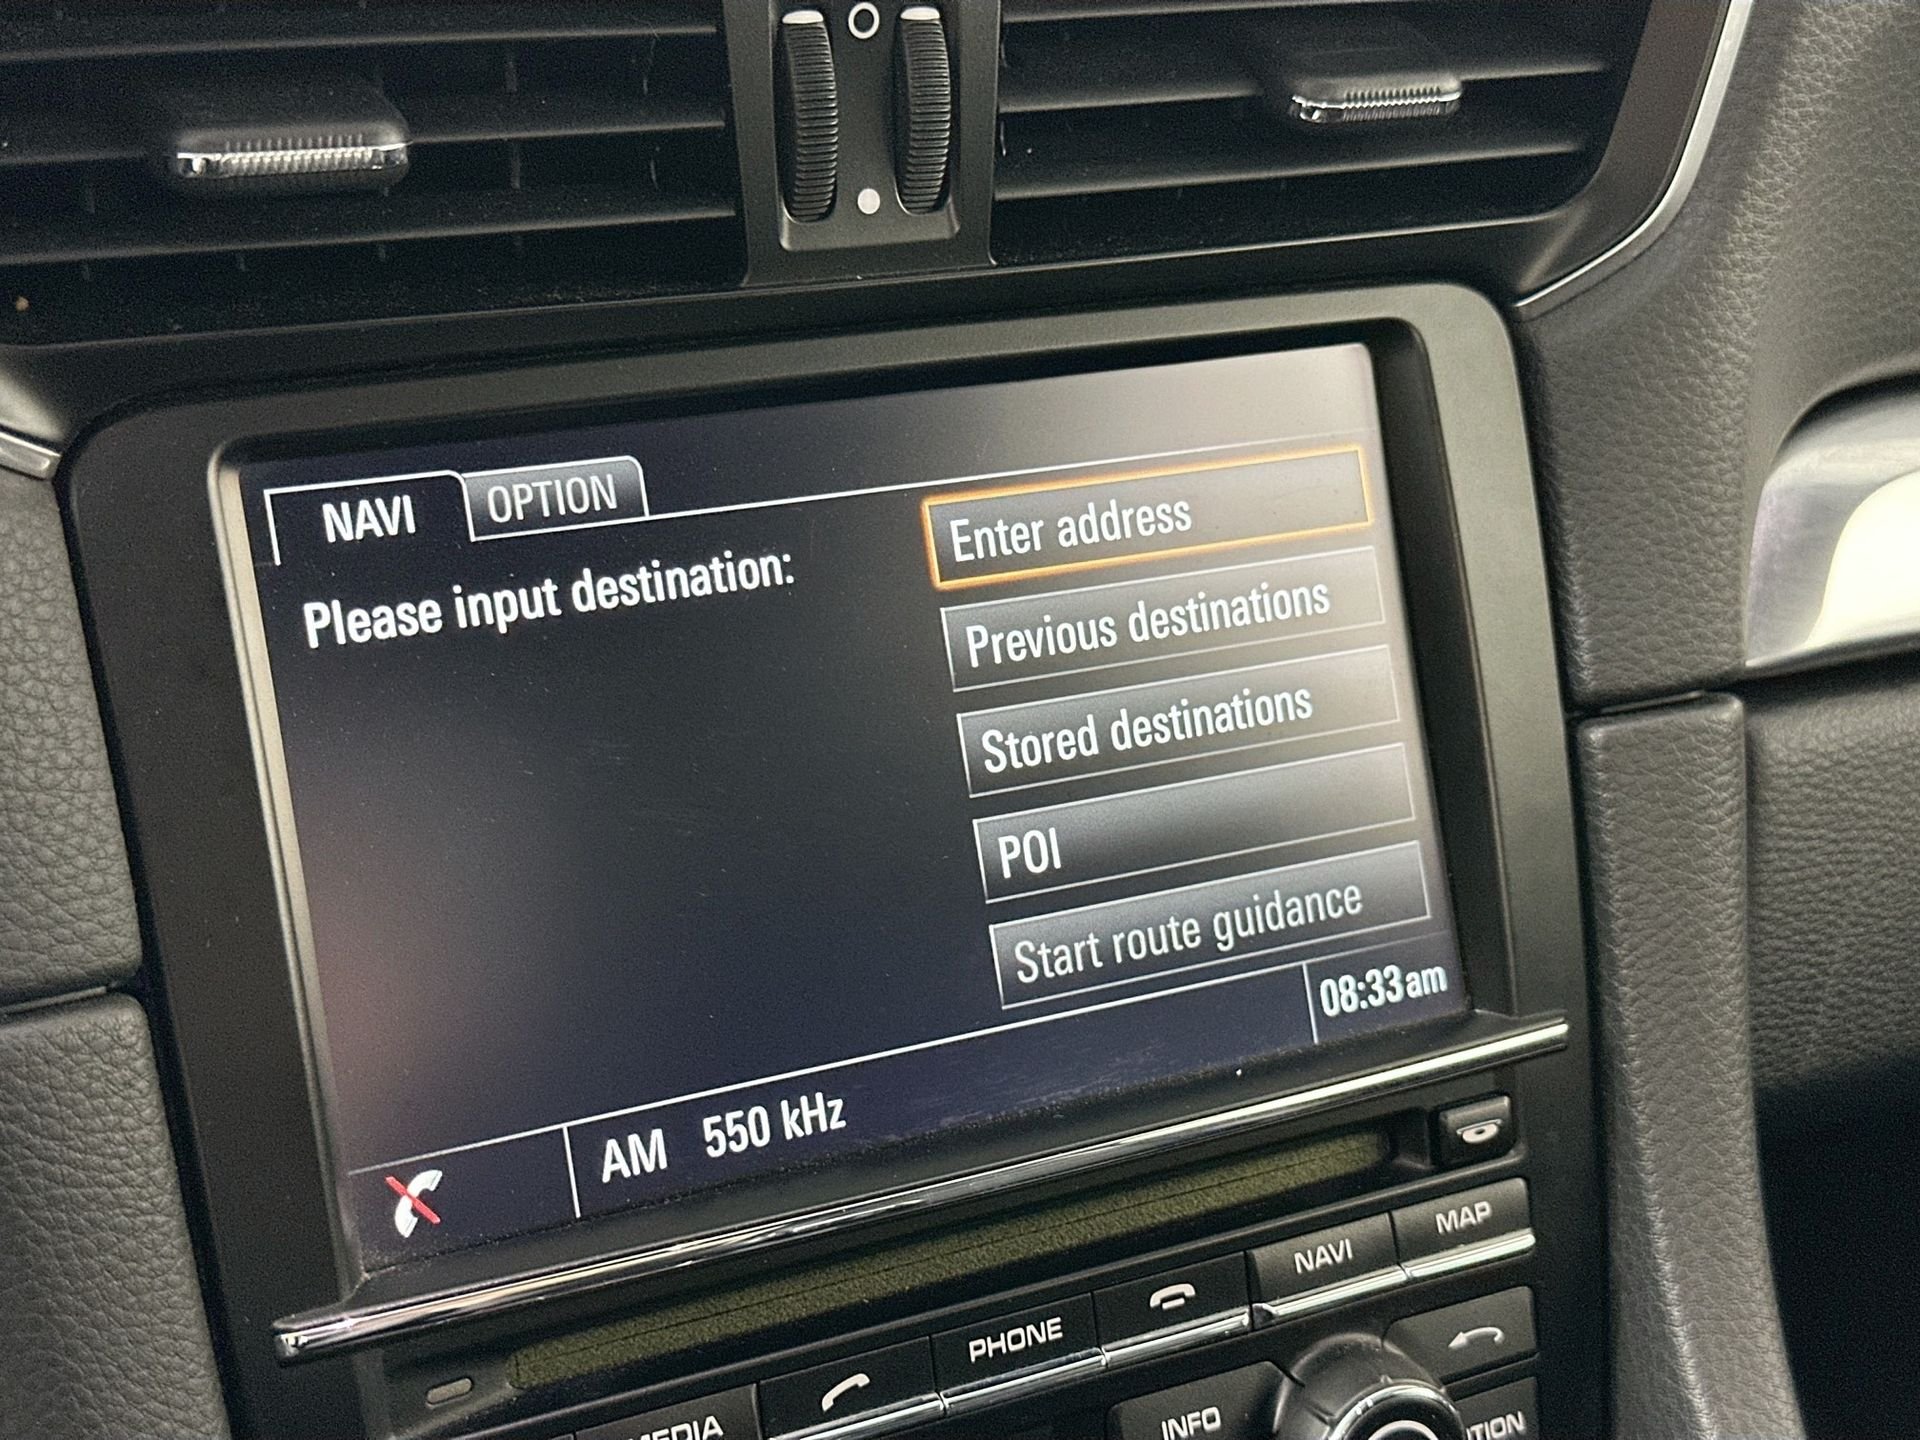 NAVI OPTION
Please input destination:
Enter address
Previous destinations
Stored destinations
POI
Start route guidance
08:33am
AM 550 kHz
MAP
NAVI
PHONE
MEDIA
INFO